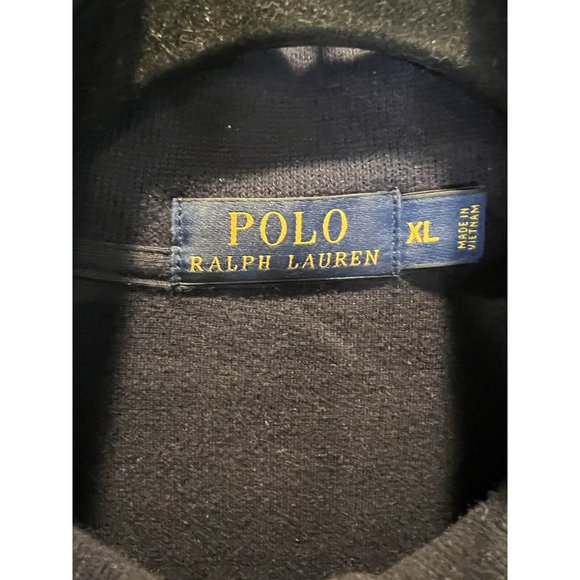 POLO
RALPH LAUREN
XL
MADE IN
VIETNAM